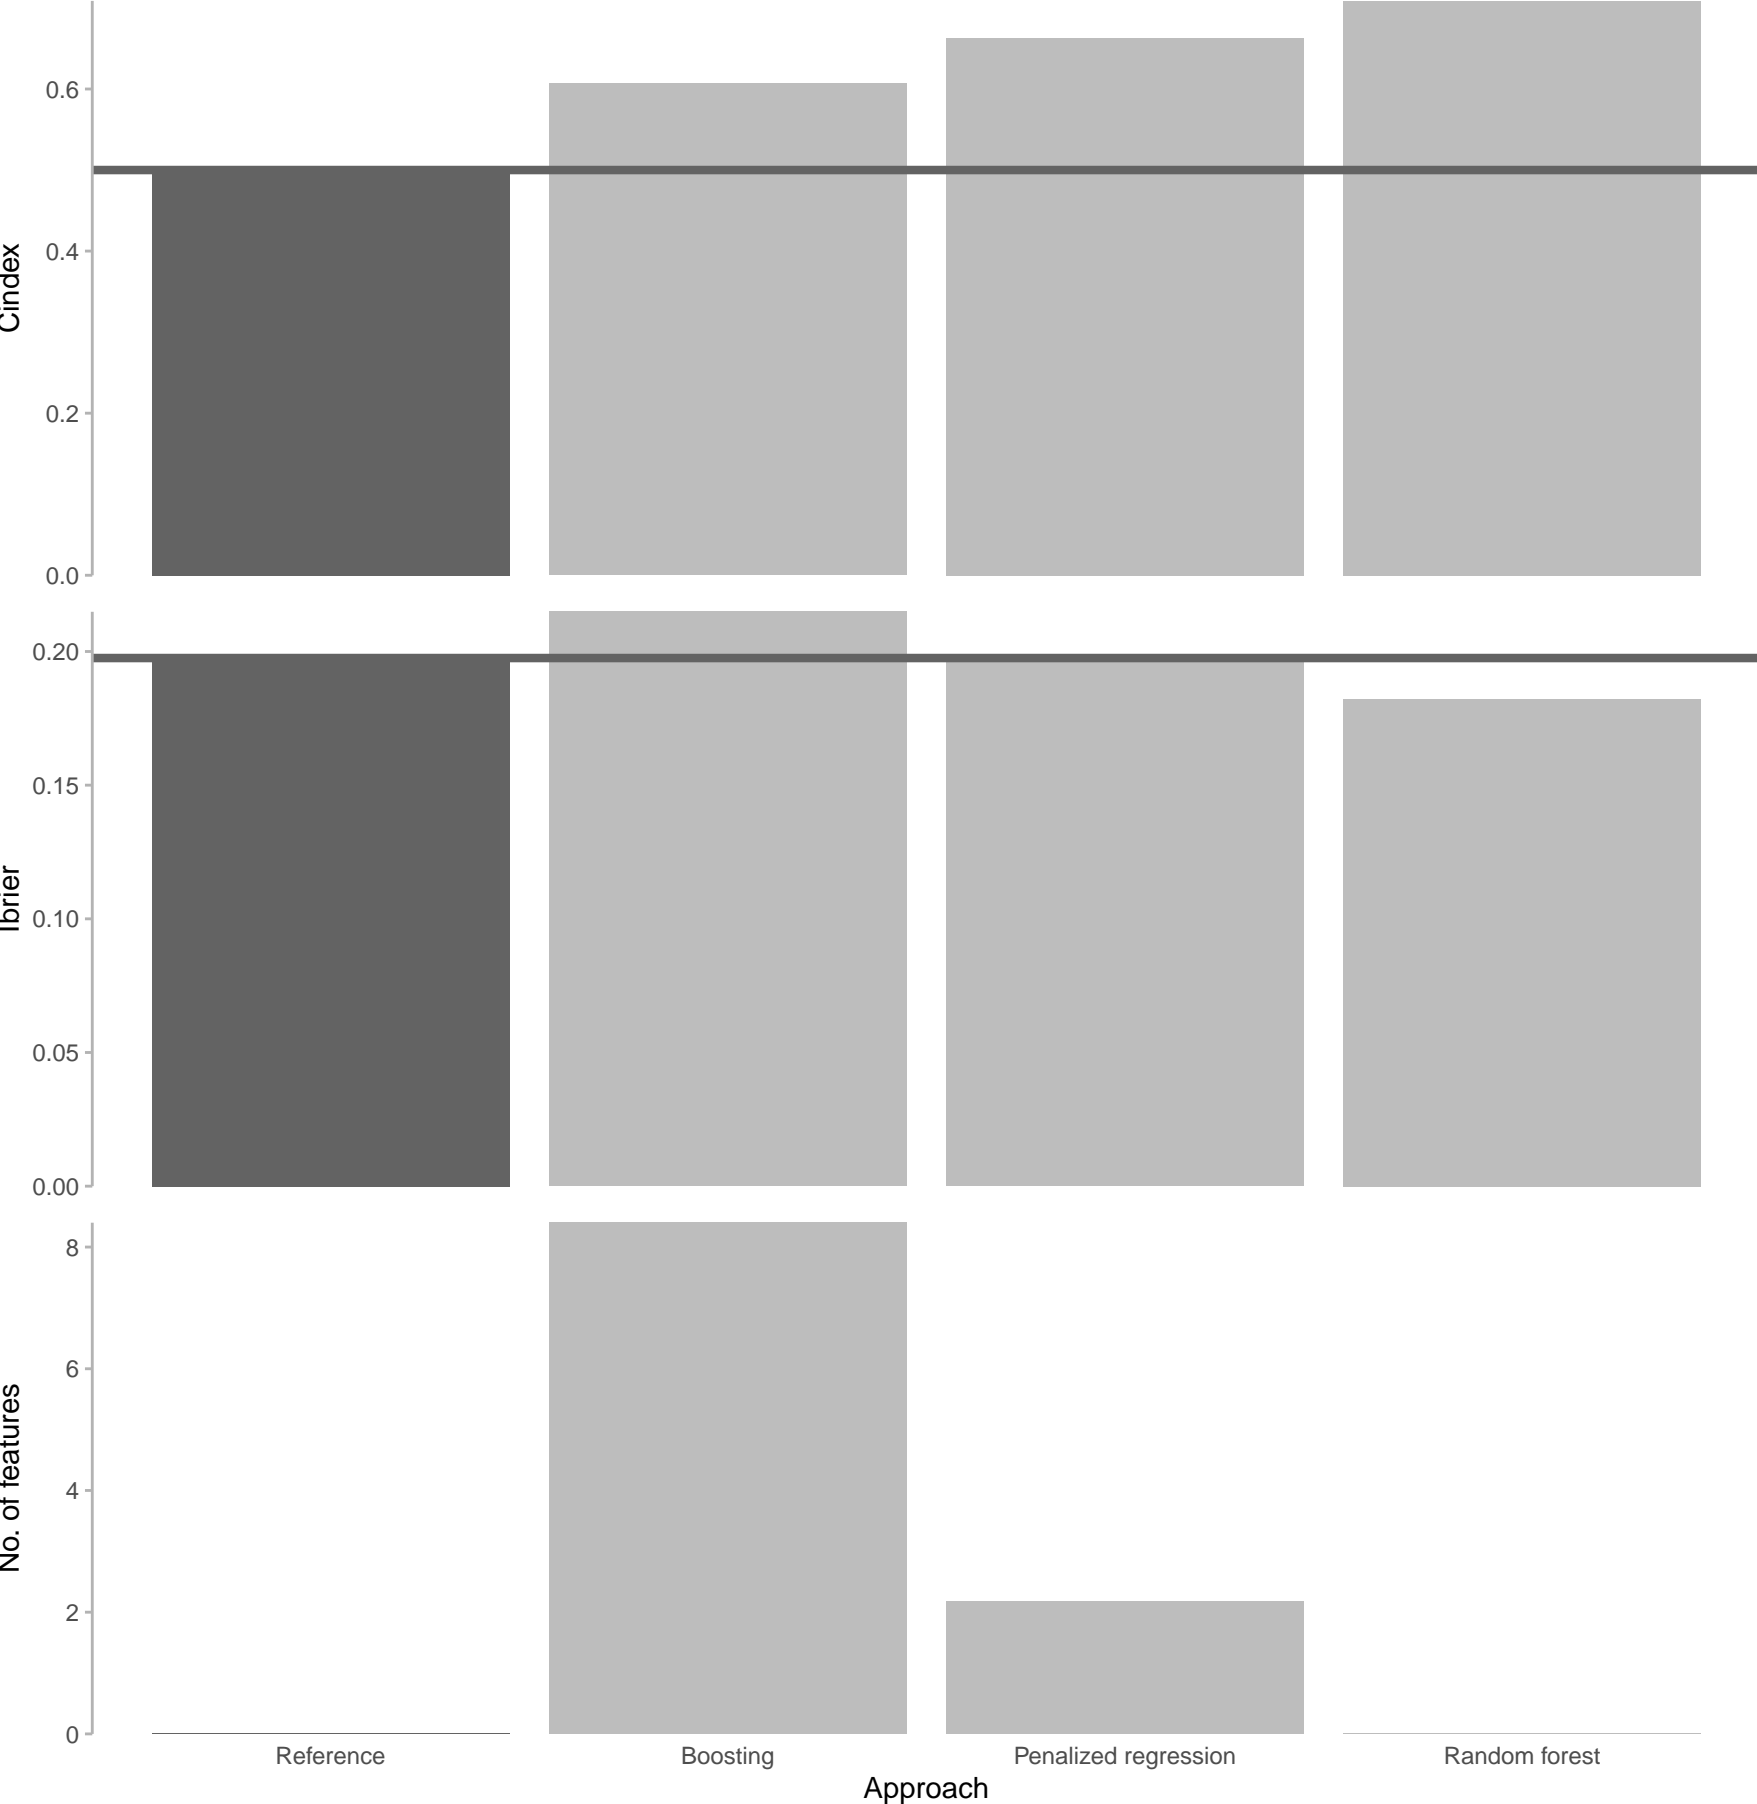 Cindex
0.6
0.4
0.2
0.0
Ibrier
0.20
0.15
0.10
0.05
0.00
No. of features
8
6
4
2
0
Reference
Boosting
Penalized regression
Random forest
Approach